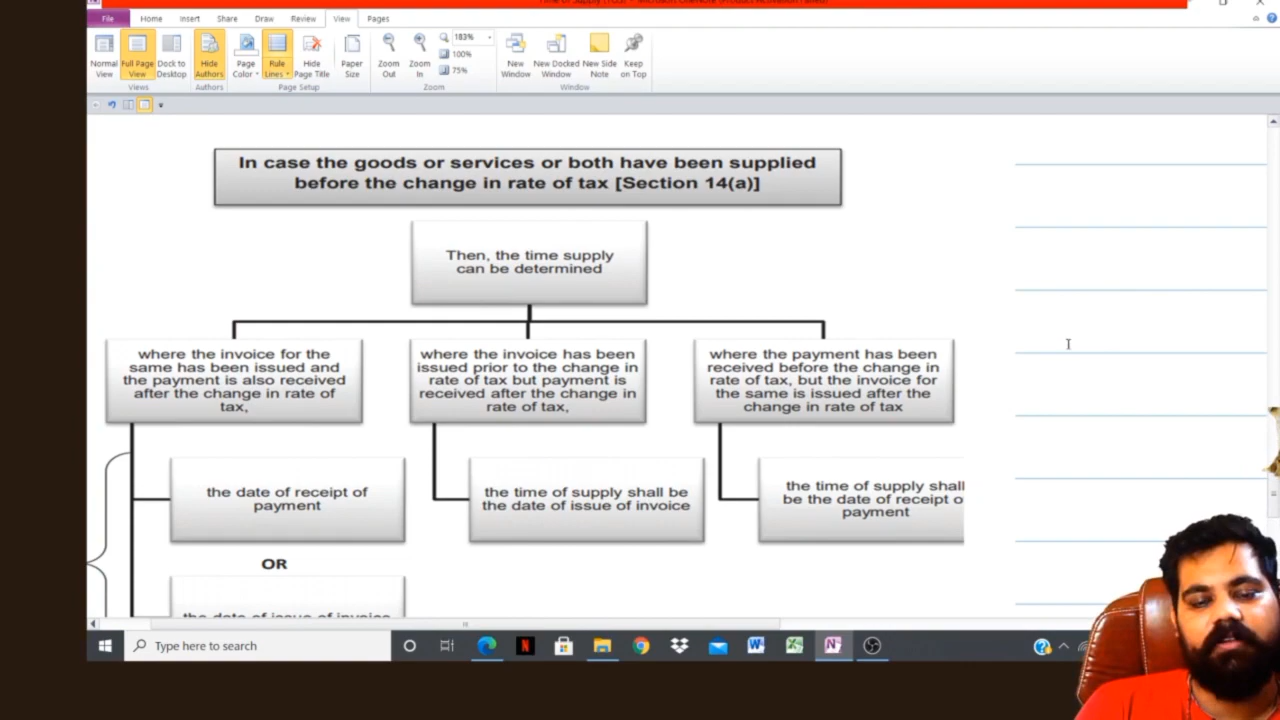 File
Home
Insert
Share
Draw
Review
View
Pages
Normal
View
Full Page
View
Dock to
Desktop
Hide
Authors
Page
Color
Rule
Lines
Hide
Page Title
Paper
Size
Zoom
Out
Zoom
In
183%
100%
75%
New
Window
New Docked
Window
New Side
Note
Keep
on Top
Views
Authors
Page Setup
Zoom
Window
In case the goods or services or both have been supplied
before the change in rate of tax [Section 14(a)]
Then, the time supply
can be determined
where the invoice for the
same has been issued and
the payment is also received
after the change in rate of
tax,
where the invoice has been
issued prior to the change in
rate of tax but payment is
received after the change in
rate of tax,
where the payment has been
received before the change in
rate of tax, but the invoice for
the same is issued after the
change in rate of tax
the date of receipt of
payment
the time of supply shall be
the date of issue of invoice
the time of supply shall
be the date of receipt o
payment
OR
the date of issue of invoice
Type here to search